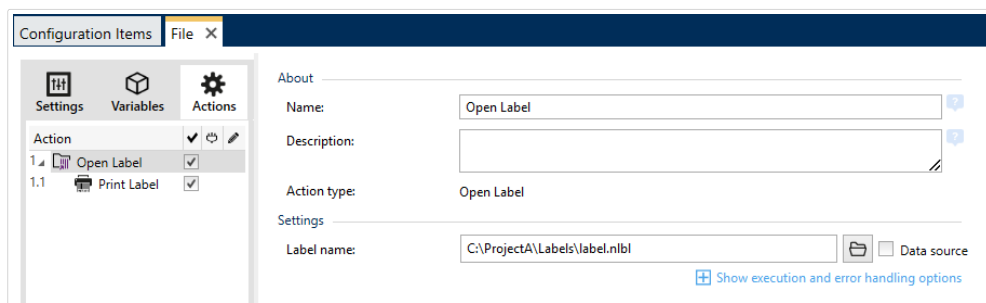 Configuration Items File
Settings Variables Actions
Action
1 Open Label
1.1 Print Label
About
Name: Open Label
Description:
Action type: Open Label
Settings
Label name: C:\ProjectA\Labels\label.nlbl Data source
Show execution and error handling options